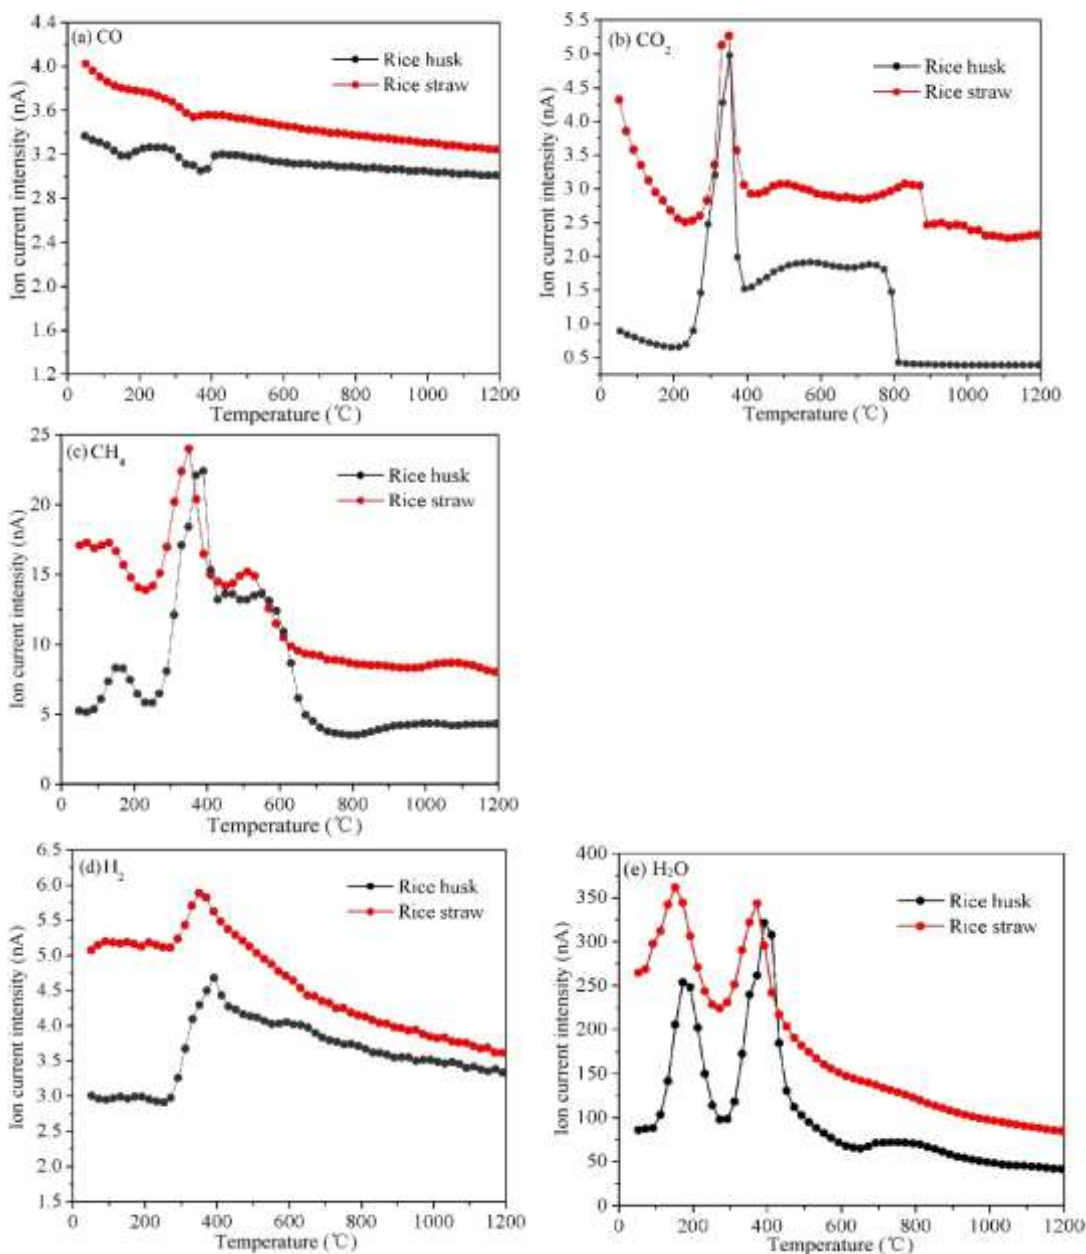 (a) CO
Rice husk
Rice straw
Ion current intensity (nA)
4.4
4.0
3.6
3.2
2.8
2.4
2.0
1.6
1.2
0 200 400 600 800 1000 1200
Temperature (℃)
(b) CO₂
Rice husk
Rice straw
Ion current intensity (nA)
5.5
5.0
4.5
4.0
3.5
3.0
2.5
2.0
1.5
1.0
0.5
0 200 400 600 800 1000 1200
Temperature (℃)
(c) CH₄
Rice husk
Rice straw
Ion current intensity (nA)
25
20
15
10
5
0
0 200 400 600 800 1000 1200
Temperature (℃)
(d) H₂
Rice husk
Rice straw
Ion current intensity (nA)
6.5
6.0
5.5
5.0
4.5
4.0
3.5
3.0
2.5
2.0
1.5
0 200 400 600 800 1000 1200
Temperature (℃)
(e) H₂O
Rice husk
Rice straw
Ion current intensity (nA)
400
350
300
250
200
150
100
50
0
0 200 400 600 800 1000 1200
Temperature (℃)